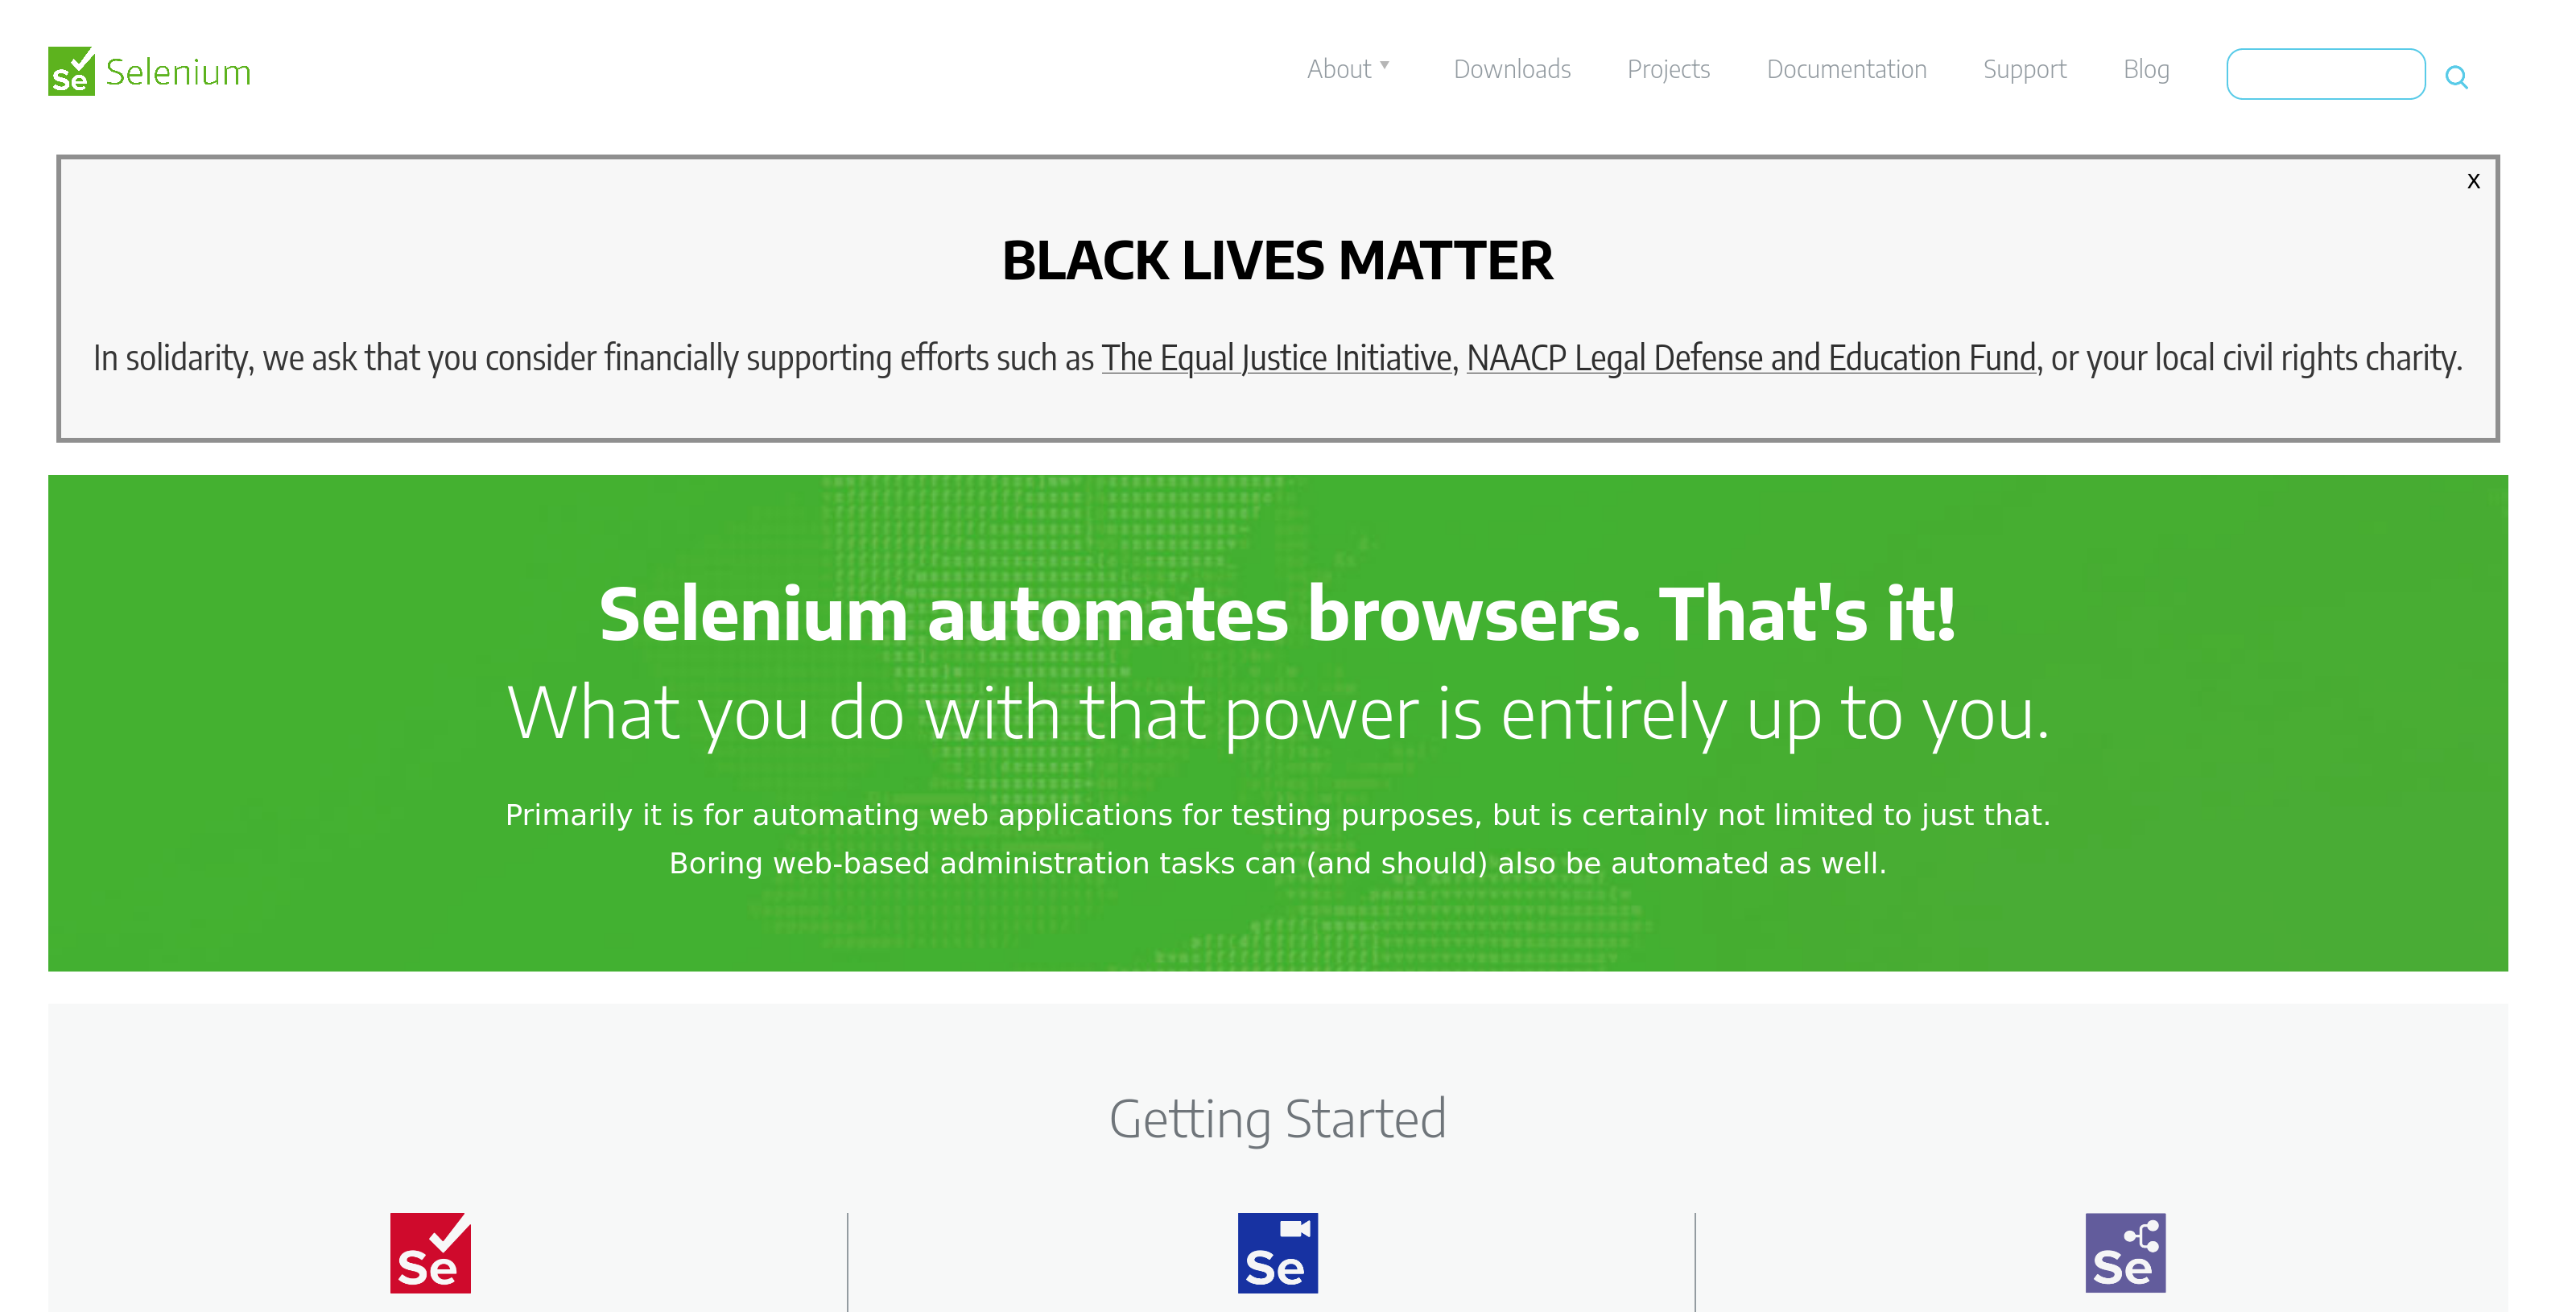 Se Selenium
About ▼ Downloads Projects Documentation Support Blog
X
BLACK LIVES MATTER
In solidarity, we ask that you consider financially supporting efforts such as The Equal Justice Initiative, NAACP Legal Defense and Education Fund, or your local civil rights charity.
Selenium automates browsers. That's it!
What you do with that power is entirely up to you.
Primarily it is for automating web applications for testing purposes, but is certainly not limited to just that.
Boring web-based administration tasks can (and should) also be automated as well.
Getting Started
Se Se Se